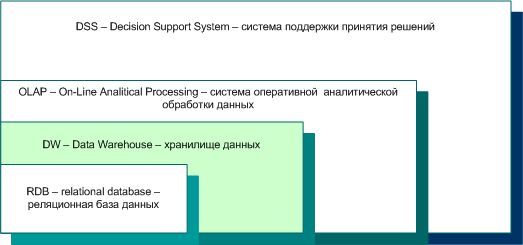 DSS – Decision Support System – система поддержки принятия решений
OLAP – On-Line Analitical Processing – система оперативной аналитической
обработки данных
DW – Data Warehouse – хранилище данных
RDB – relational database –
реляционная база данных